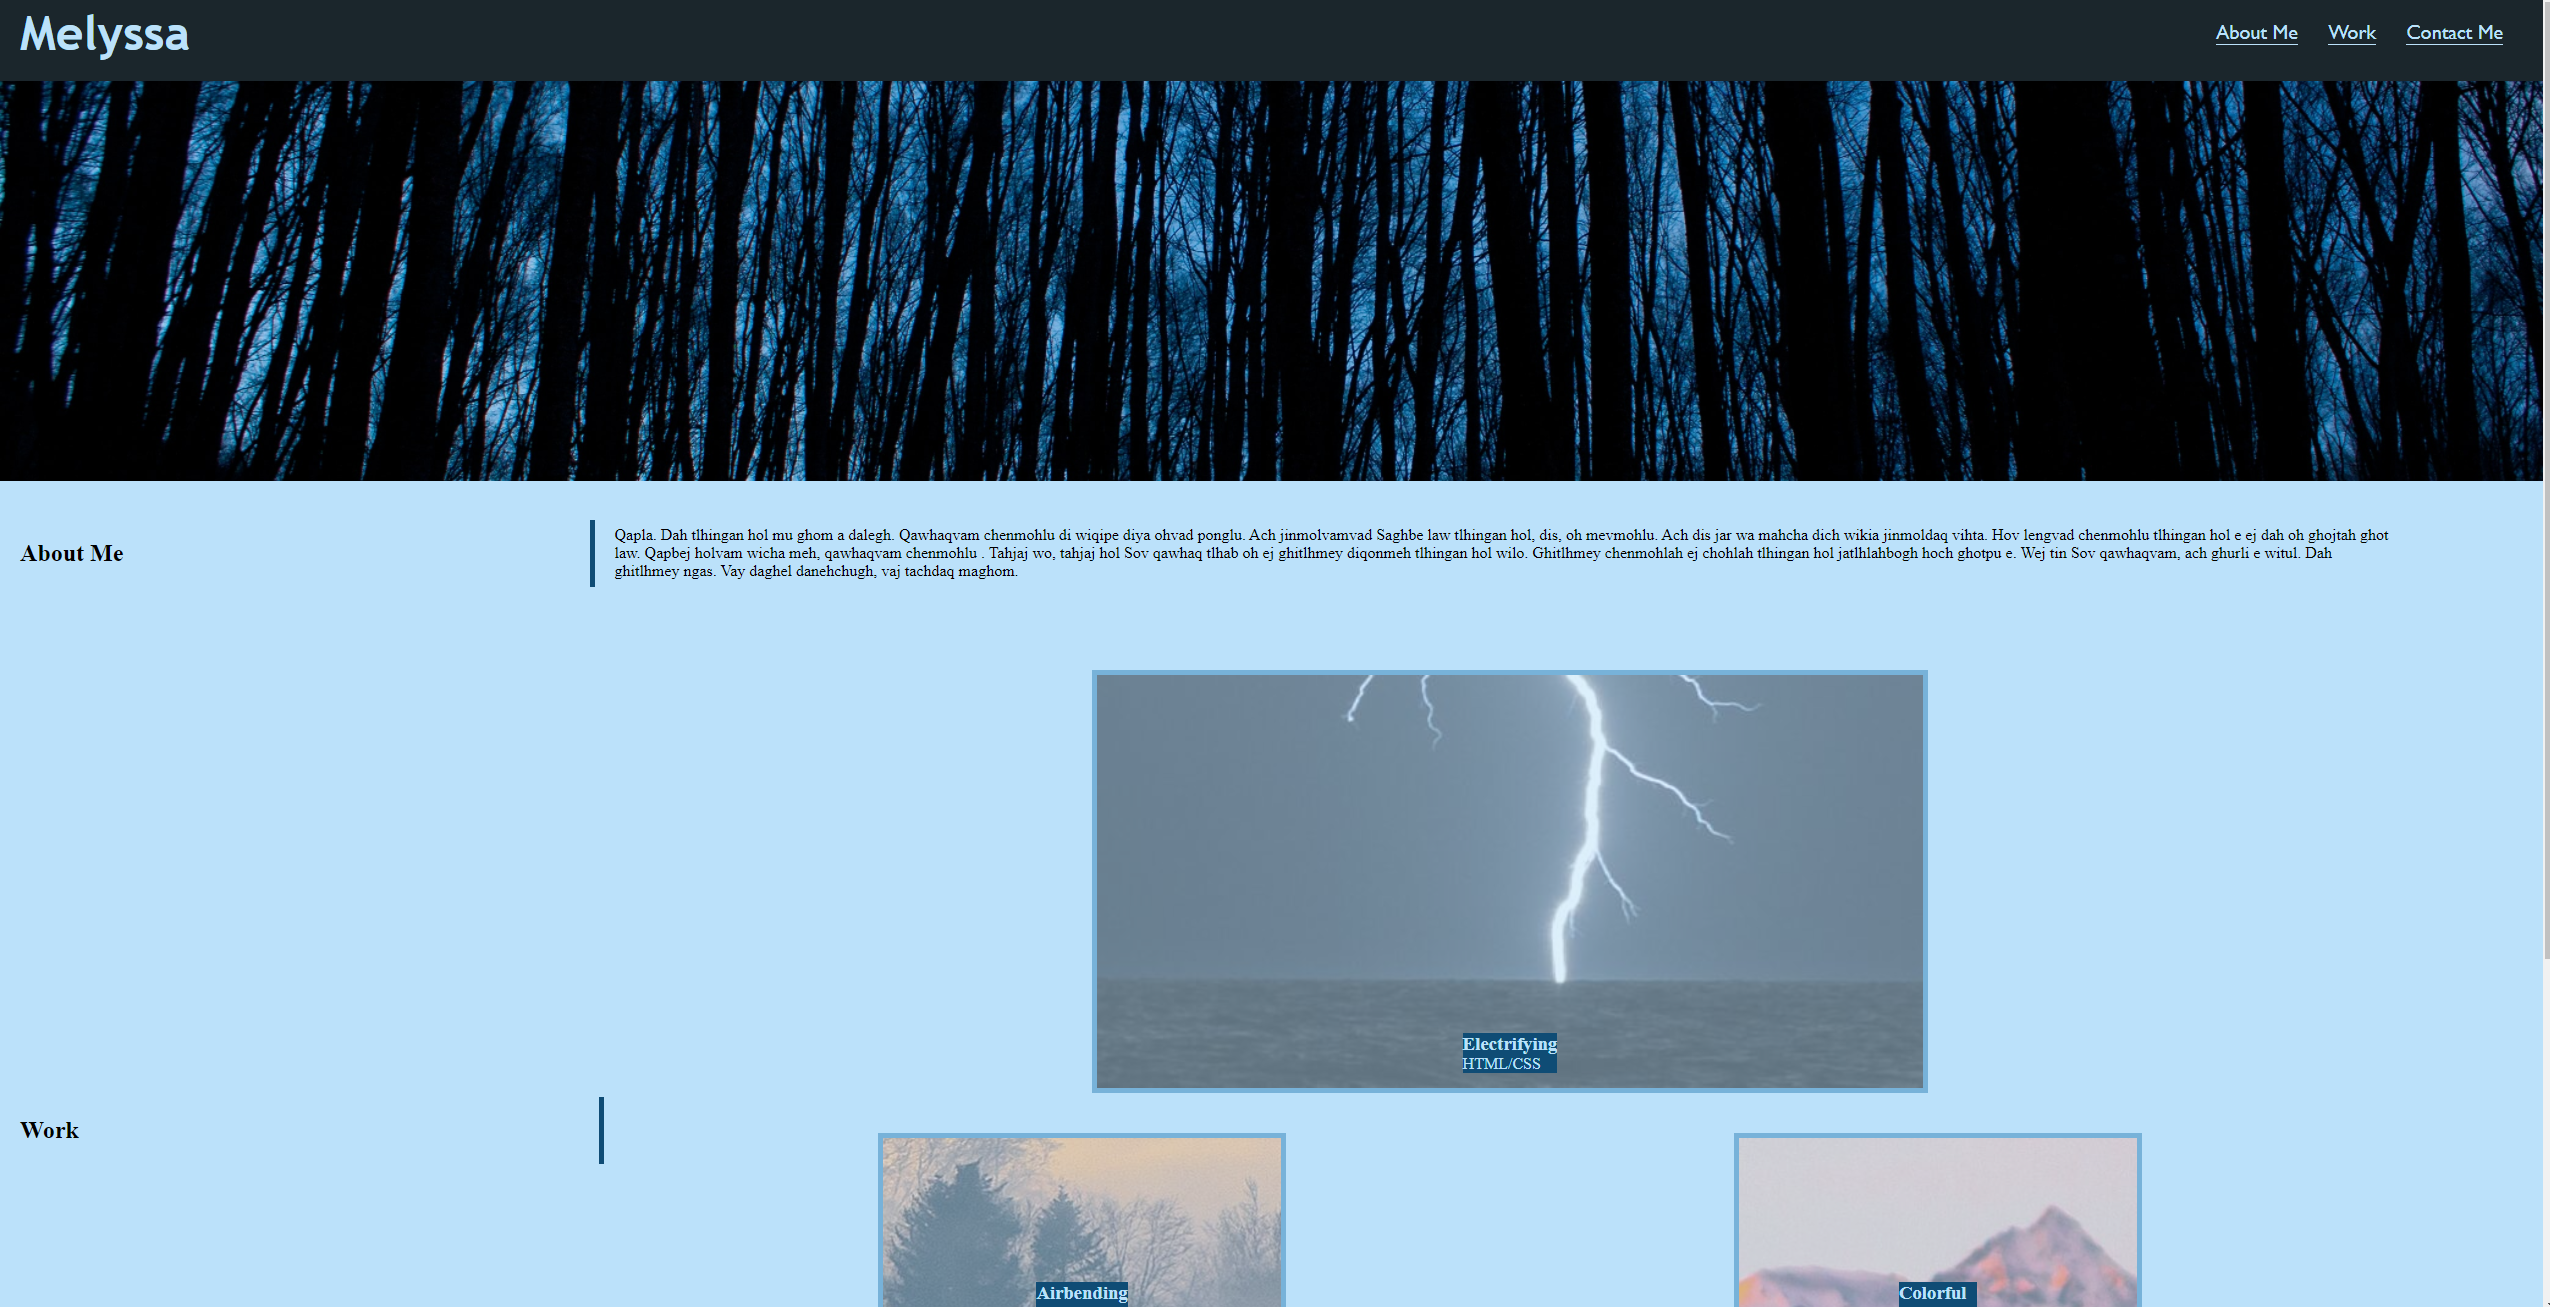 Melyssa
About Me Work Contact Me
About Me
Qapla. Dah tlhingan hol mu ghom a dalegh. Qawhaqvam chenmohlu di wiqipe diya ohvad ponglu. Ach jinmolvamvad Saghbe law tlhingan hol, dis, oh mevmohlu. Ach dis jar wa mahcha dich wikia jinmoldaq vihta. Hov lengvad chenmohlu tlhingan hol e ej dah oh ghojtah ghot
law. Qapbej holvam wicha meh, qawhaqvam chenmohlu . Tahjaj wo, tahjaj hol Sov qawhaq tlhab oh ej ghitlhmey diqonmeh tlhingan hol wilo. Ghitlhmey chenmohlah ej chohlah tlhingan hol jatlhlahbogh hoch ghotpu e. Wej tin Sov qawhaqvam, ach ghurli e witul. Dah
ghitlhmey ngas. Vay daghel danehchugh, vaj tachdaq maghom.
Electrifying
HTML/CSS
Work
Airbending
Colorful